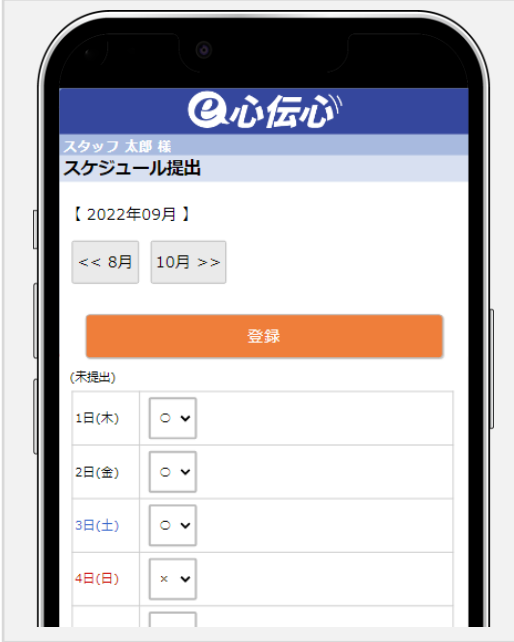 e心伝心
スタッフ 太郎 様
スケジュール提出
【 2022年09月 】
<< 8月 10月 >>
登録
(未提出)
1日(木) ○
2日(金) ○
3日(土) ○
4日(日) ×